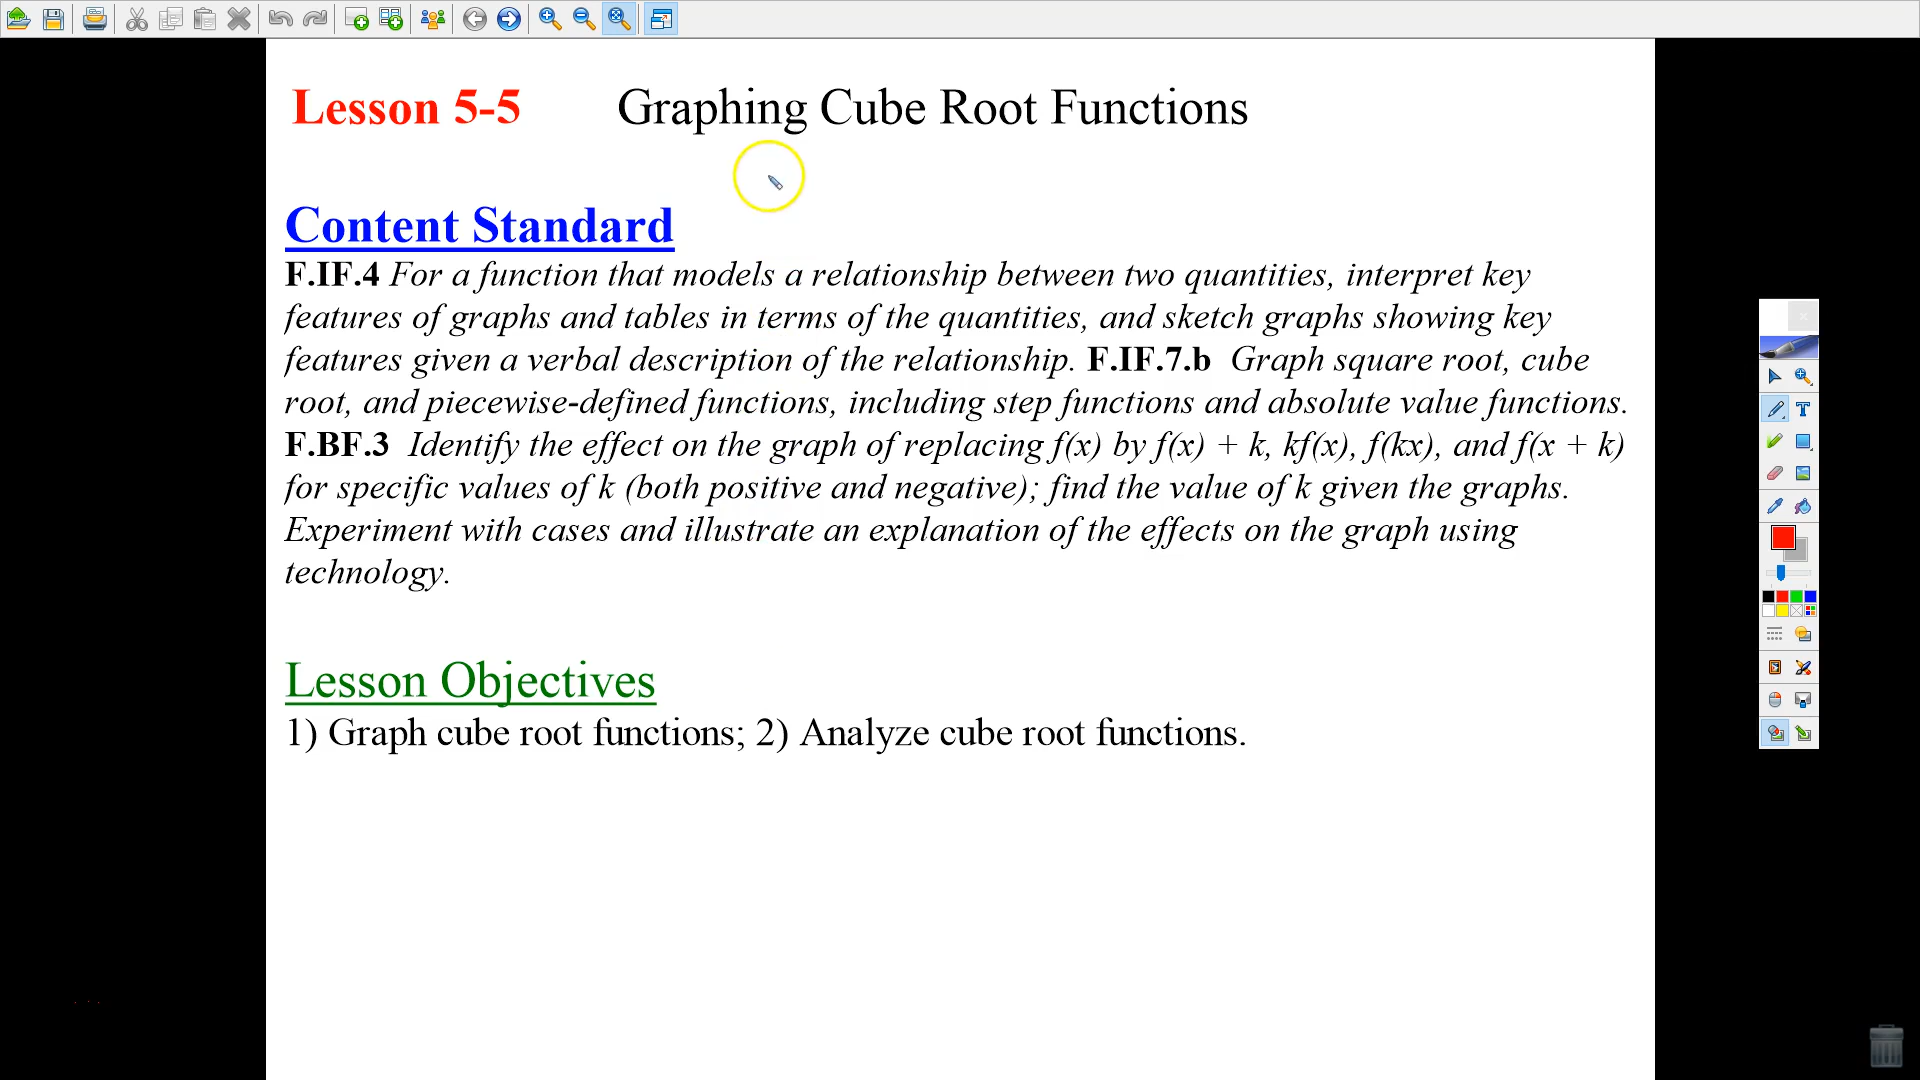 Lesson 5-5 Graphing Cube Root Functions
Content Standard
F.IF.4 For a function that models a relationship between two quantities, interpret key
features of graphs and tables in terms of the quantities, and sketch graphs showing key
features given a verbal description of the relationship. F.IF.7.b Graph square root, cube
root, and piecewise-defined functions, including step functions and absolute value functions.
F.BF.3 Identify the effect on the graph of replacing f(x) by f(x) + k, kf(x), f(kx), and f(x + k)
for specific values of k (both positive and negative); find the value of k given the graphs.
Experiment with cases and illustrate an explanation of the effects on the graph using
technology.
Lesson Objectives
1) Graph cube root functions; 2) Analyze cube root functions.